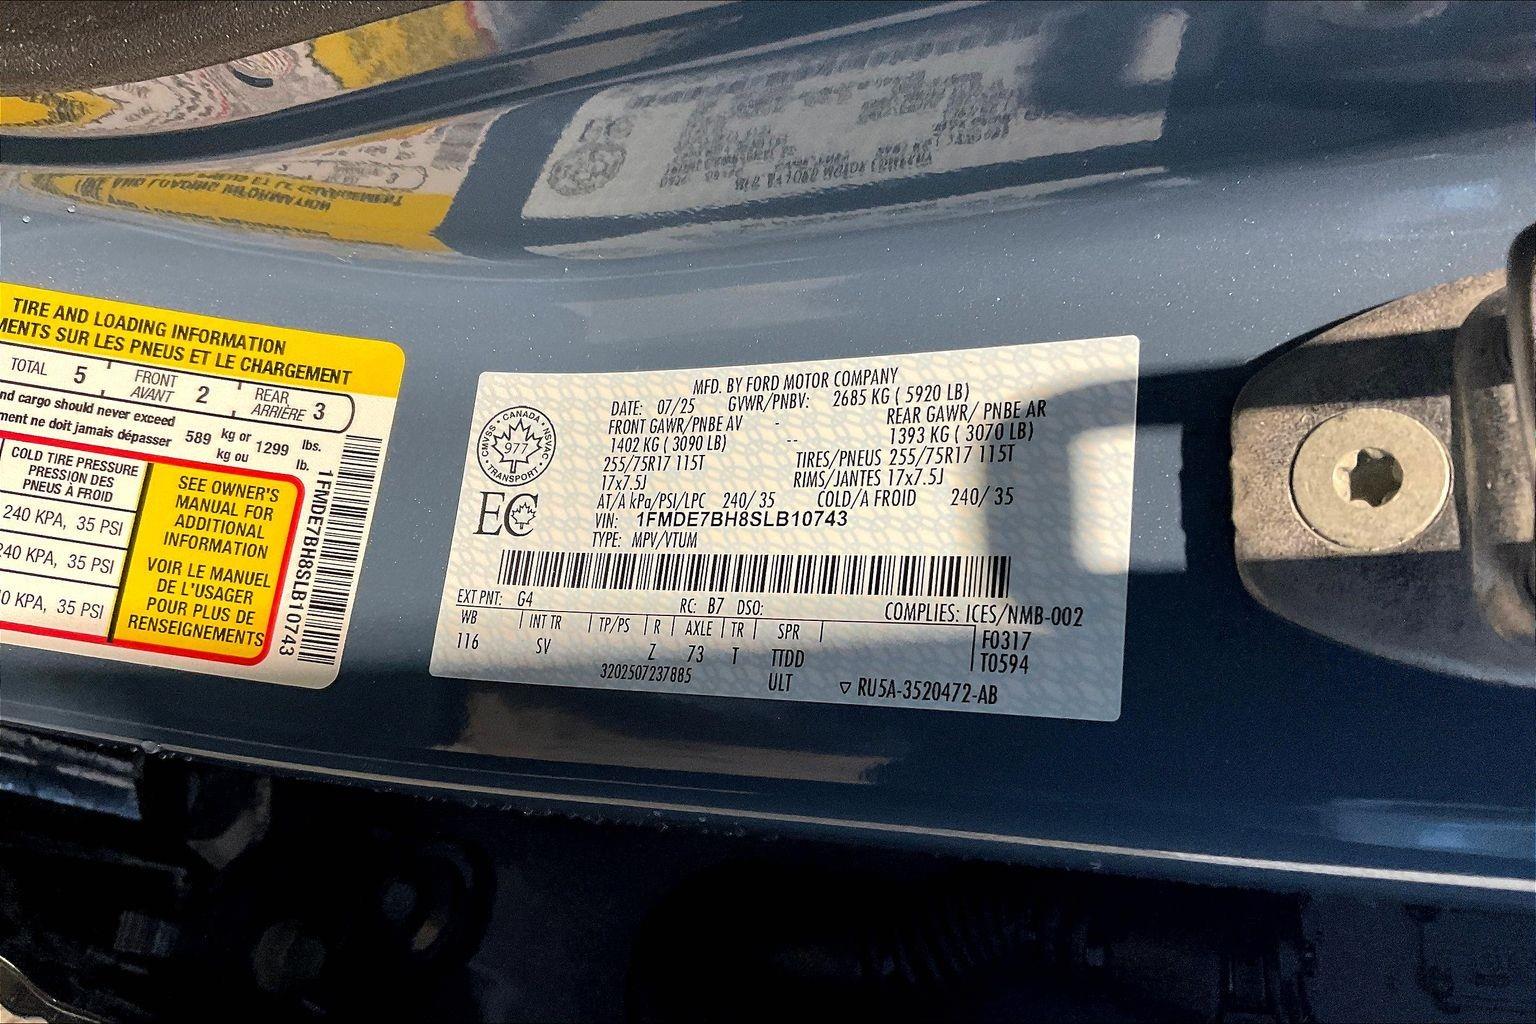 TIRE AND LOADING INFORMATION
MENTS SUR LES PNEUS ET LE CHARGEMENT
TOTAL 5 FRONT AVANT 2 REAR ARRIÈRE 3
nd cargo should never exceed
ment ne doit jamais dépasser
589 kg or 1299 lbs.
kg ou lb.
COLD TIRE PRESSURE
PRESSION DES
PNEUS À FROID
240 KPA, 35 PSI
240 KPA, 35 PSI
0 KPA, 35 PSI
SEE OWNER'S
MANUAL FOR
ADDITIONAL
INFORMATION
VOIR LE MANUEL
DE L'USAGER
POUR PLUS DE
RENSEIGNEMENTS
1FMDE7BH8SLB10743
MFD. BY FORD MOTOR COMPANY
DATE: 07/25 GVWR/PNBV: 2685 KG ( 5920 LB)
FRONT GAWR/PNBE AV - REAR GAWR/ PNBE AR
1402 KG ( 3090 LB) -- 1393 KG ( 3070 LB)
255/75R17 115T TIRES/PNEUS 255/75R17 115T
17x7.5J RIMS/JANTES 17x7.5J
AT/A kPa/PSI/LPC 240/ 35 COLD/A FROID 240/ 35
VIN: 1FMDE7BH8SLB10743
TYPE: MPV/VTUM
CANADA
CMVSS NSVAC
977
TRANSPORT
EC
EXT PNT: G4 RC: B7 DSO: COMPLIES: ICES/NMB-002
WB | INT TR | TP/PS | R | AXLE | TR | SPR | F0317
116 SV Z 73 T TTDD T0594
3202507237885 ULT ▽ RU5A-3520472-AB